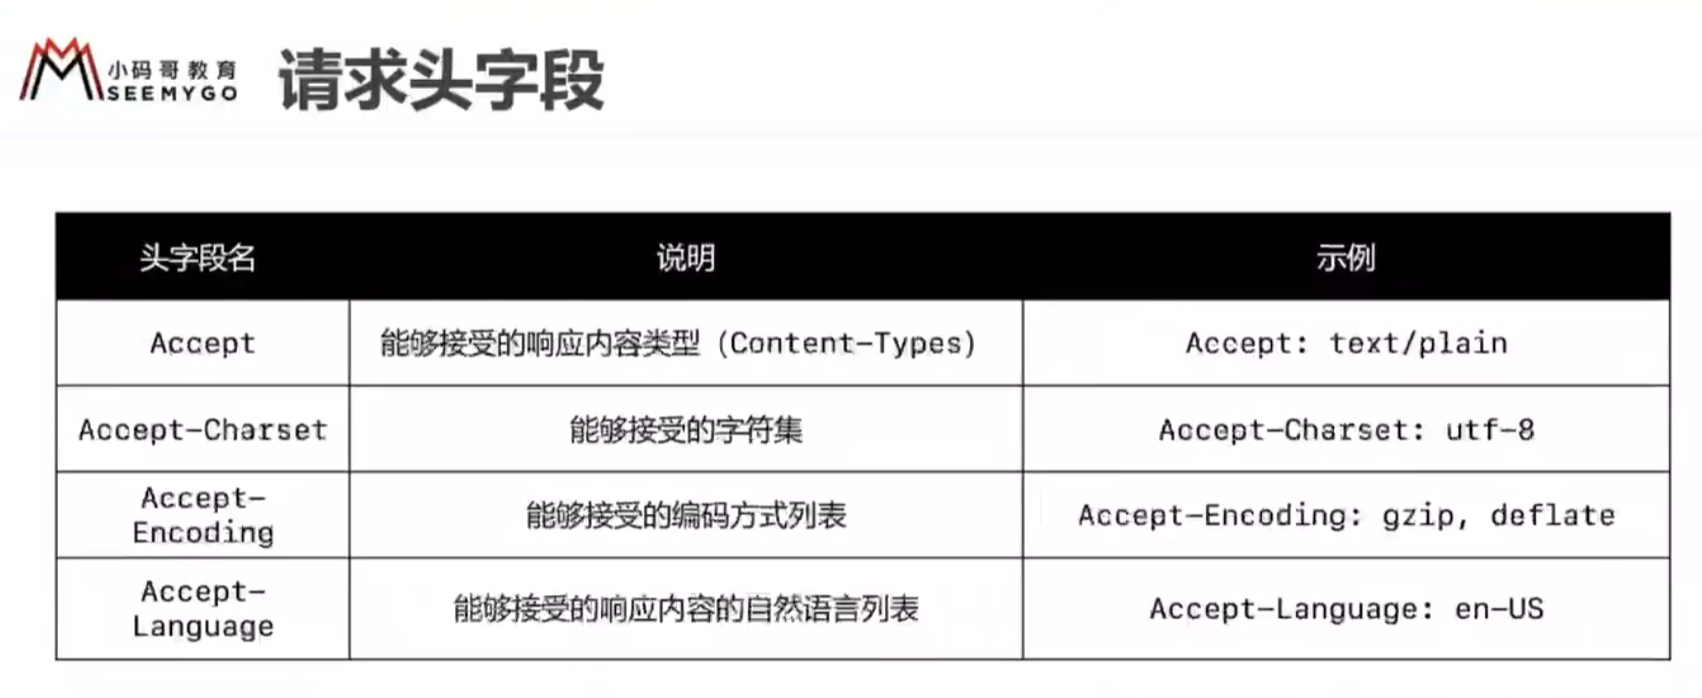 小码哥教育
SEEMYGO
请求头字段
头字段名 说明 示例
Accept 能够接受的响应内容类型（Content-Types） Accept: text/plain
Accept-Charset 能够接受的字符集 Accept-Charset: utf-8
Accept-
Encoding 能够接受的编码方式列表 Accept-Encoding: gzip, deflate
Accept-
Language 能够接受的响应内容的自然语言列表 Accept-Language: en-US